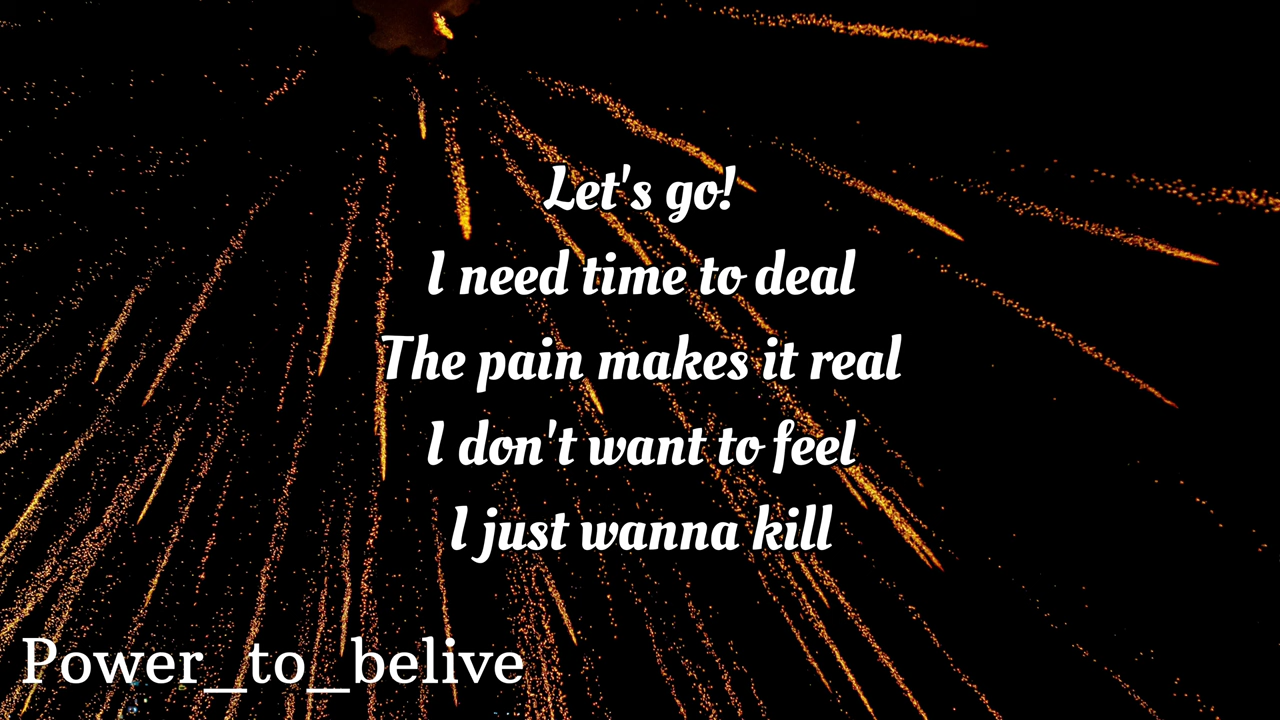 Let's go!
I need time to deal
The pain makes it real
I don't want to feel
I just wanna kill
Power_to_belive